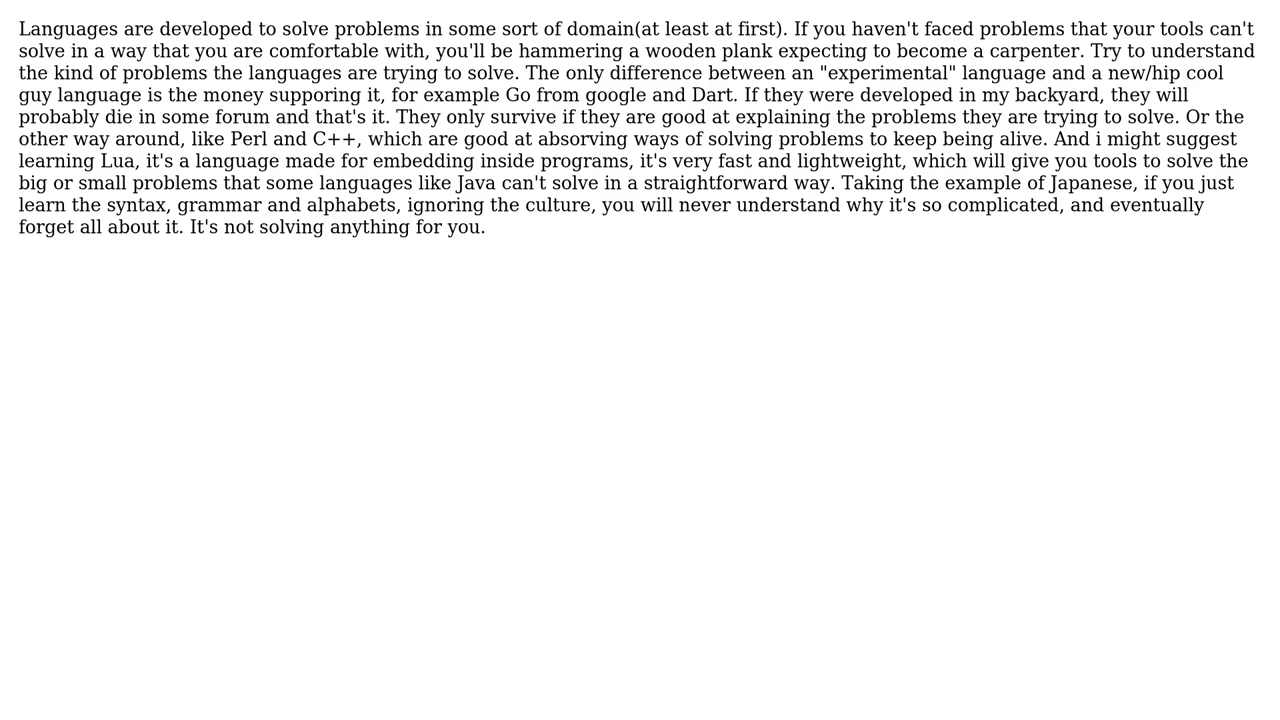 Languages are developed to solve problems in some sort of domain(at least at first). If you haven't faced problems that your tools can't
solve in a way that you are comfortable with, you'll be hammering a wooden plank expecting to become a carpenter. Try to understand
the kind of problems the languages are trying to solve. The only difference between an "experimental" language and a new/hip cool
guy language is the money supporing it, for example Go from google and Dart. If they were developed in my backyard, they will
probably die in some forum and that's it. They only survive if they are good at explaining the problems they are trying to solve. Or the
other way around, like Perl and C++, which are good at absorving ways of solving problems to keep being alive. And i might suggest
learning Lua, it's a language made for embedding inside programs, it's very fast and lightweight, which will give you tools to solve the
big or small problems that some languages like Java can't solve in a straightforward way. Taking the example of Japanese, if you just
learn the syntax, grammar and alphabets, ignoring the culture, you will never understand why it's so complicated, and eventually
forget all about it. It's not solving anything for you.